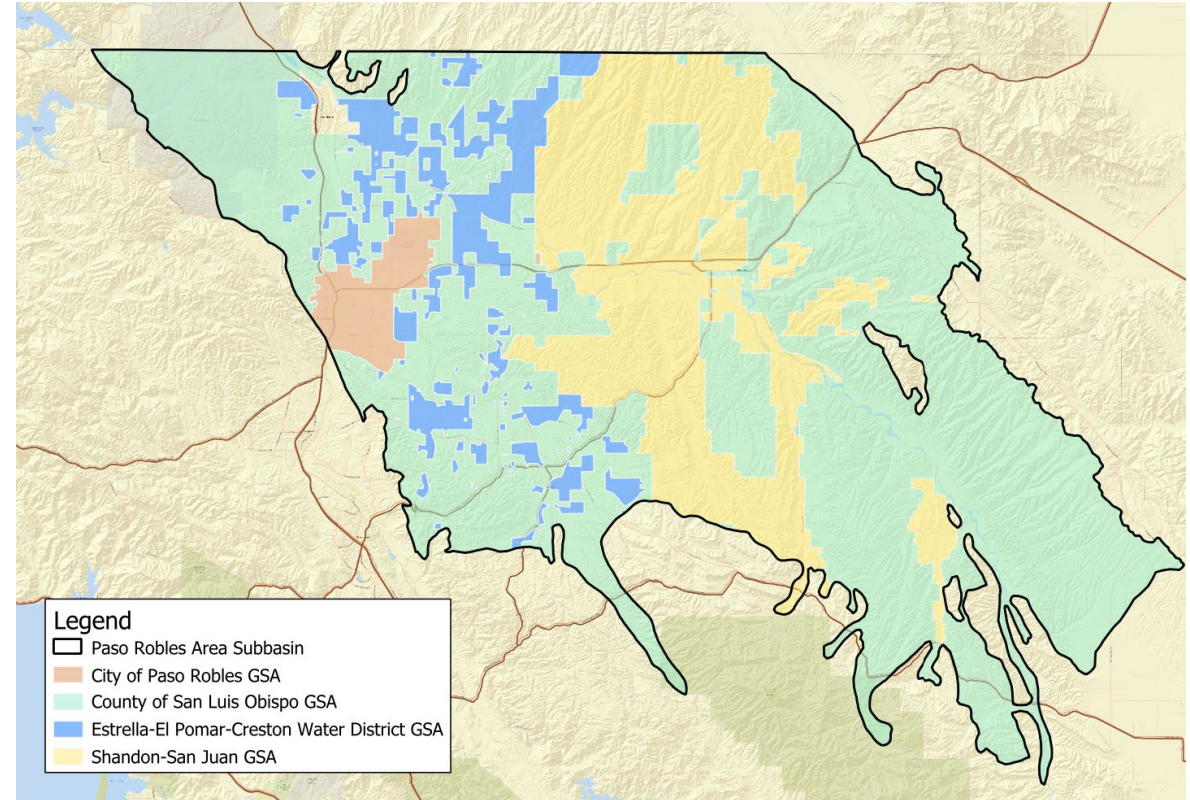 Legend
Paso Robles Area Subbasin
City of Paso Robles GSA
County of San Luis Obispo GSA
Estrella-El Pomar-Creston Water District GSA
Shandon-San Juan GSA